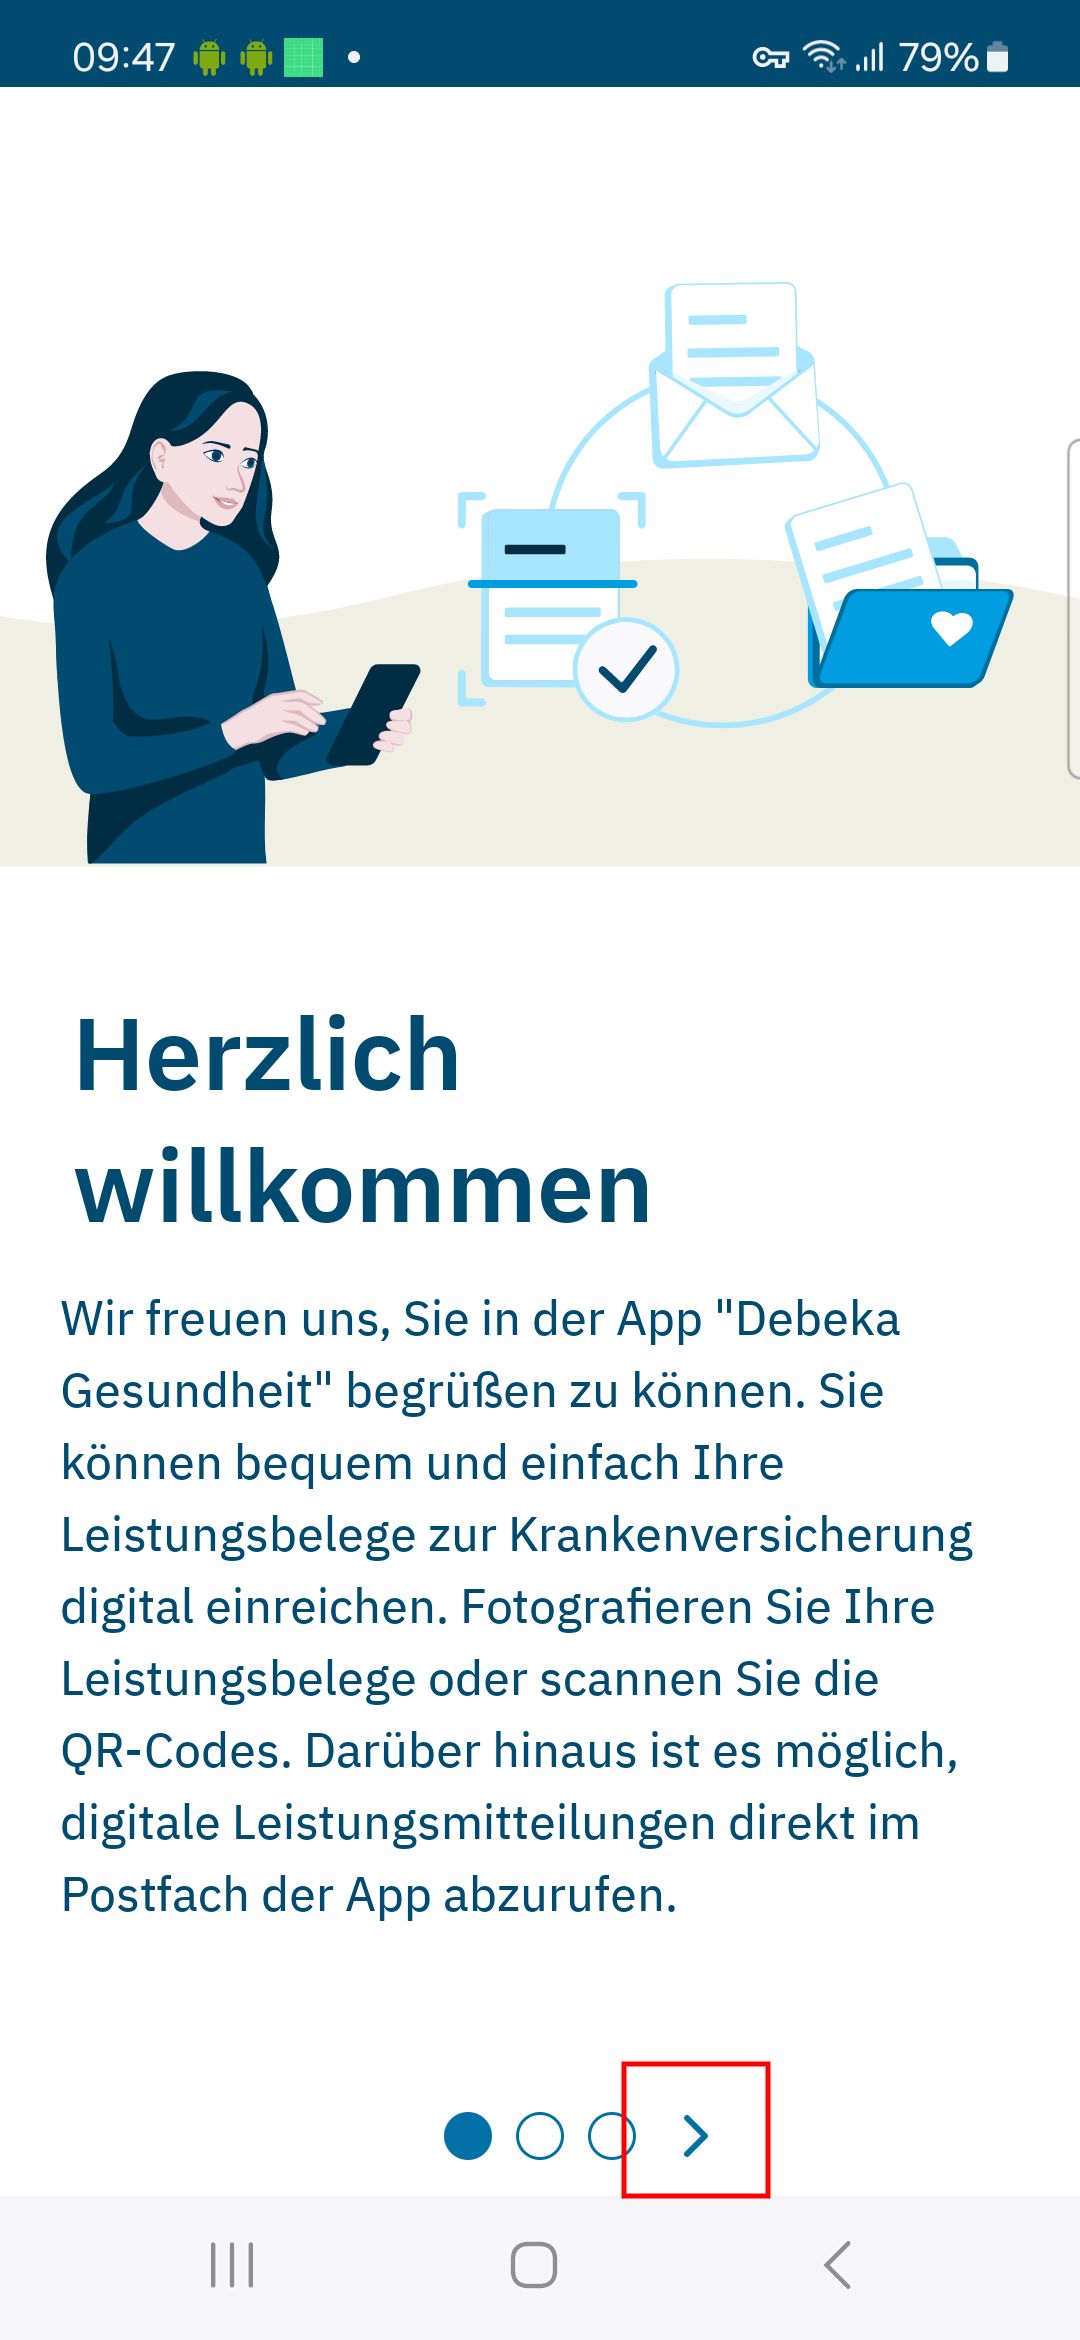 09:47
79%
Herzlich
willkommen
Wir freuen uns, Sie in der App "Debeka
Gesundheit" begrüßen zu können. Sie
können bequem und einfach Ihre
Leistungsbelege zur Krankenversicherung
digital einreichen. Fotografieren Sie Ihre
Leistungsbelege oder scannen Sie die
QR-Codes. Darüber hinaus ist es möglich,
digitale Leistungsmitteilungen direkt im
Postfach der App abzurufen.